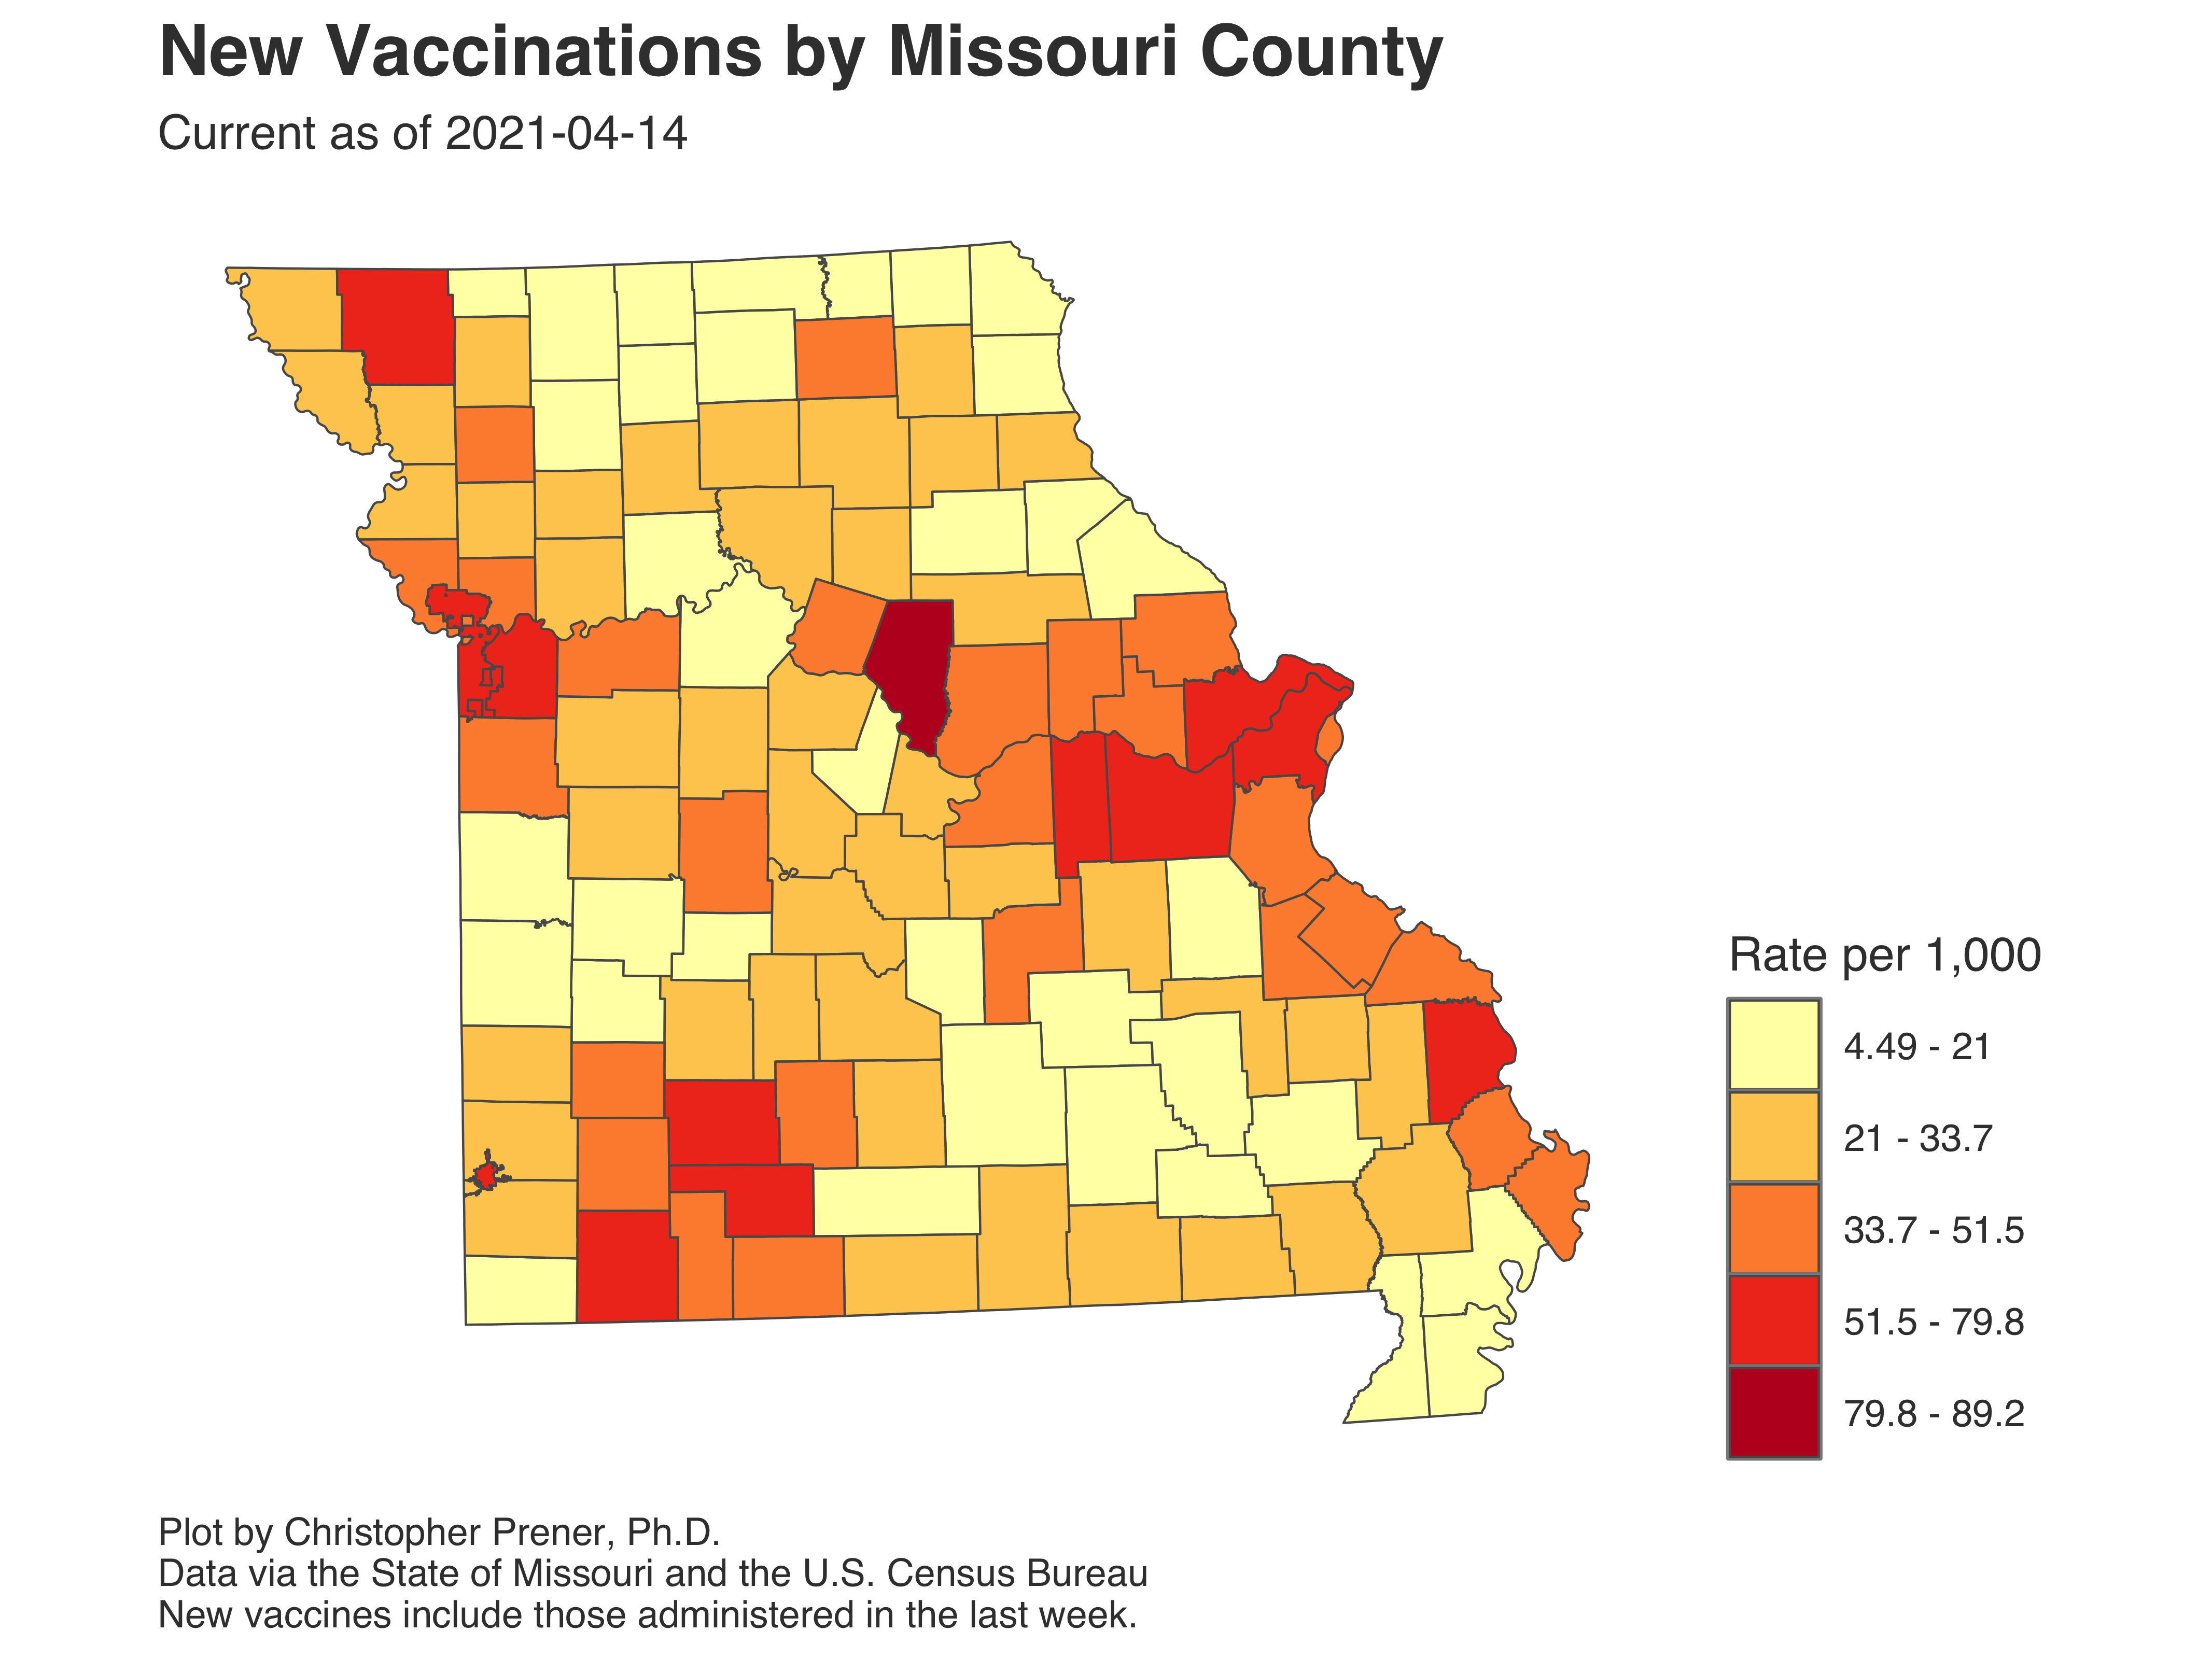 New Vaccinations by Missouri County
Current as of 2021-04-14
Rate per 1,000
4.49 - 21
21 - 33.7
33.7 - 51.5
51.5 - 79.8
79.8 - 89.2
Plot by Christopher Prener, Ph.D.
Data via the State of Missouri and the U.S. Census Bureau
New vaccines include those administered in the last week.